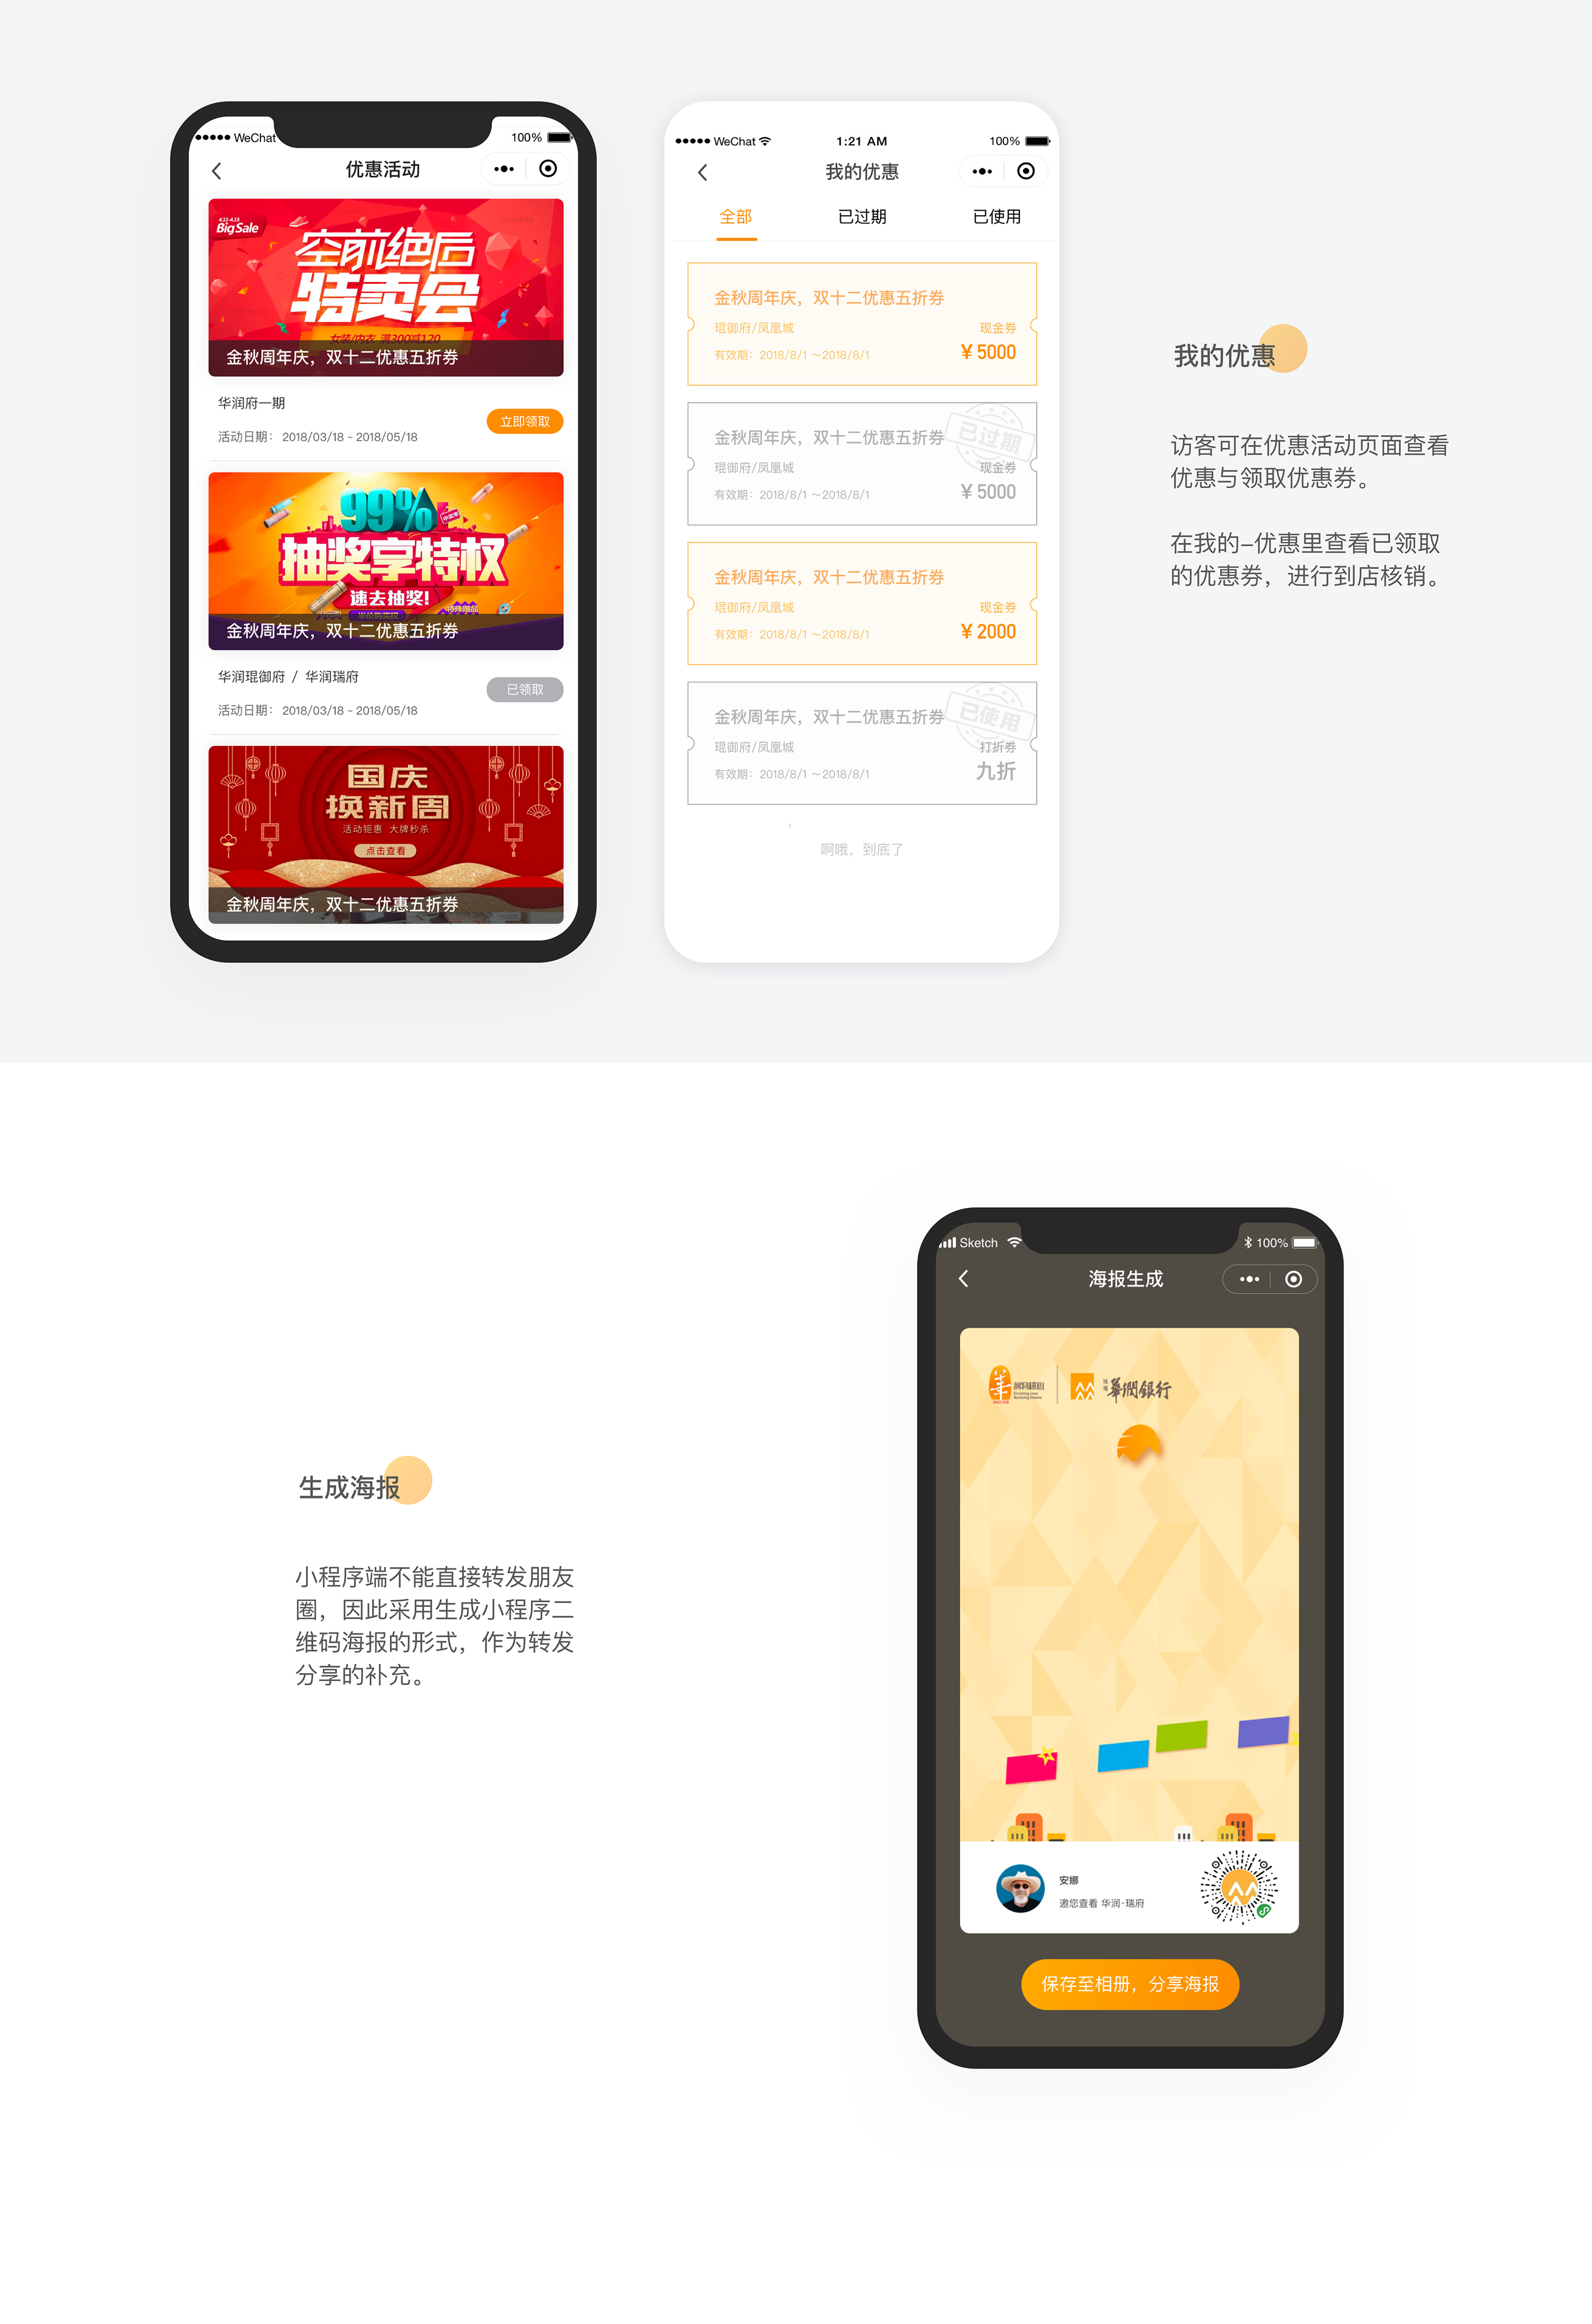 WeChat
100%
优惠活动
4.11-4.15
Big Sale
空前绝后
特卖会
女装/内衣 满300减120
金秋周年庆，双十二优惠五折券
华润府一期
活动日期： 2018/03/18 ~ 2018/05/18
立即领取
99%
抽奖享特权
速去抽奖!
金秋周年庆，双十二优惠五折券
华润琨御府 / 华润瑞府
活动日期： 2018/03/18 ~ 2018/05/18
已领取
国庆
换新周
活动钜惠 大牌秒杀
点击查看
金秋周年庆，双十二优惠五折券
WeChat 1:21 AM 100%
我的优惠
全部 已过期 已使用
金秋周年庆，双十二优惠五折券
琨御府/凤凰城 现金券
有效期：2018/8/1 ～2018/8/1 ¥ 5000
金秋周年庆，双十二优惠五折券 已过期
琨御府/凤凰城 现金券
有效期：2018/8/1 ～2018/8/1 ¥ 5000
金秋周年庆，双十二优惠五折券
琨御府/凤凰城 现金券
有效期：2018/8/1 ～2018/8/1 ¥ 2000
金秋周年庆，双十二优惠五折券 已使用
琨御府/凤凰城 打折券
有效期：2018/8/1 ～2018/8/1 九折
啊哦，到底了
我的优惠
访客可在优惠活动页面查看
优惠与领取优惠券。
在我的–优惠里查看已领取
的优惠券，进行到店核销。
生成海报
小程序端不能直接转发朋友
圈，因此采用生成小程序二
维码海报的形式，作为转发
分享的补充。
Sketch 100%
海报生成
華潤銀行
安娜
邀您查看 华润·瑞府
保存至相册，分享海报